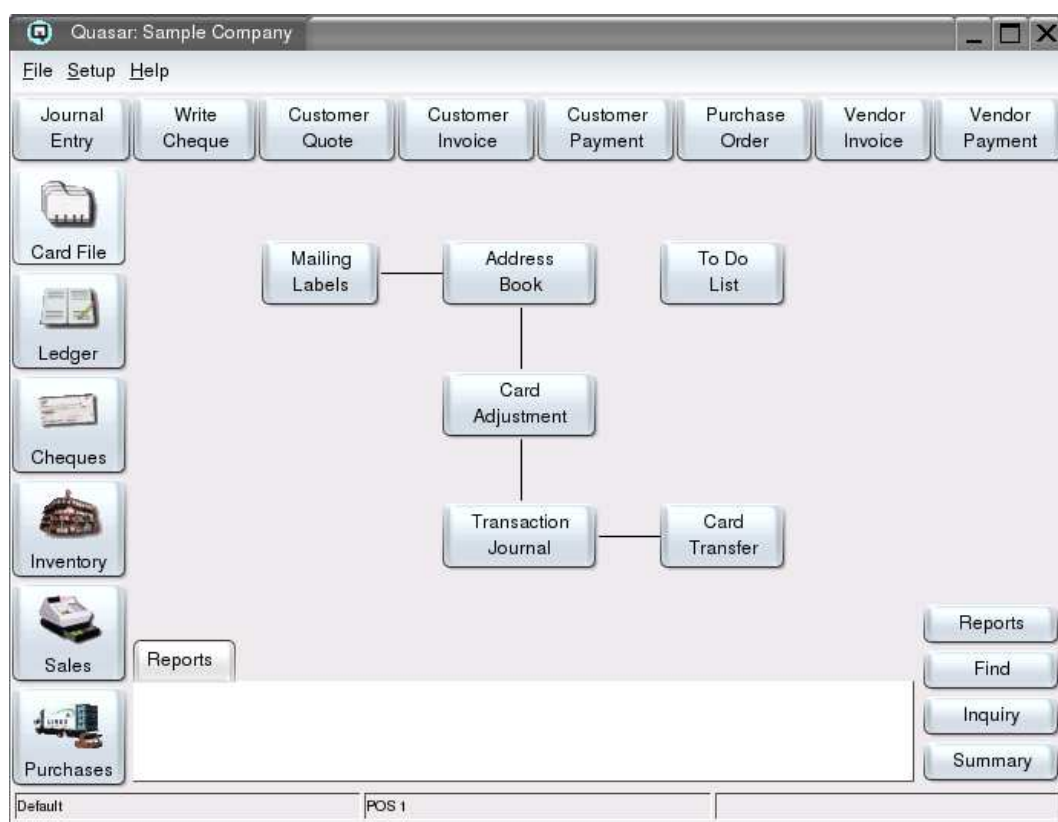 Quasar: Sample Company
File Setup Help
Journal Entry
Write Cheque
Customer Quote
Customer Invoice
Customer Payment
Purchase Order
Vendor Invoice
Vendor Payment
Card File
Ledger
Cheques
Inventory
Sales
Purchases
Mailing Labels
Address Book
To Do List
Card Adjustment
Transaction Journal
Card Transfer
Reports
Reports
Find
Inquiry
Summary
Default
POS 1